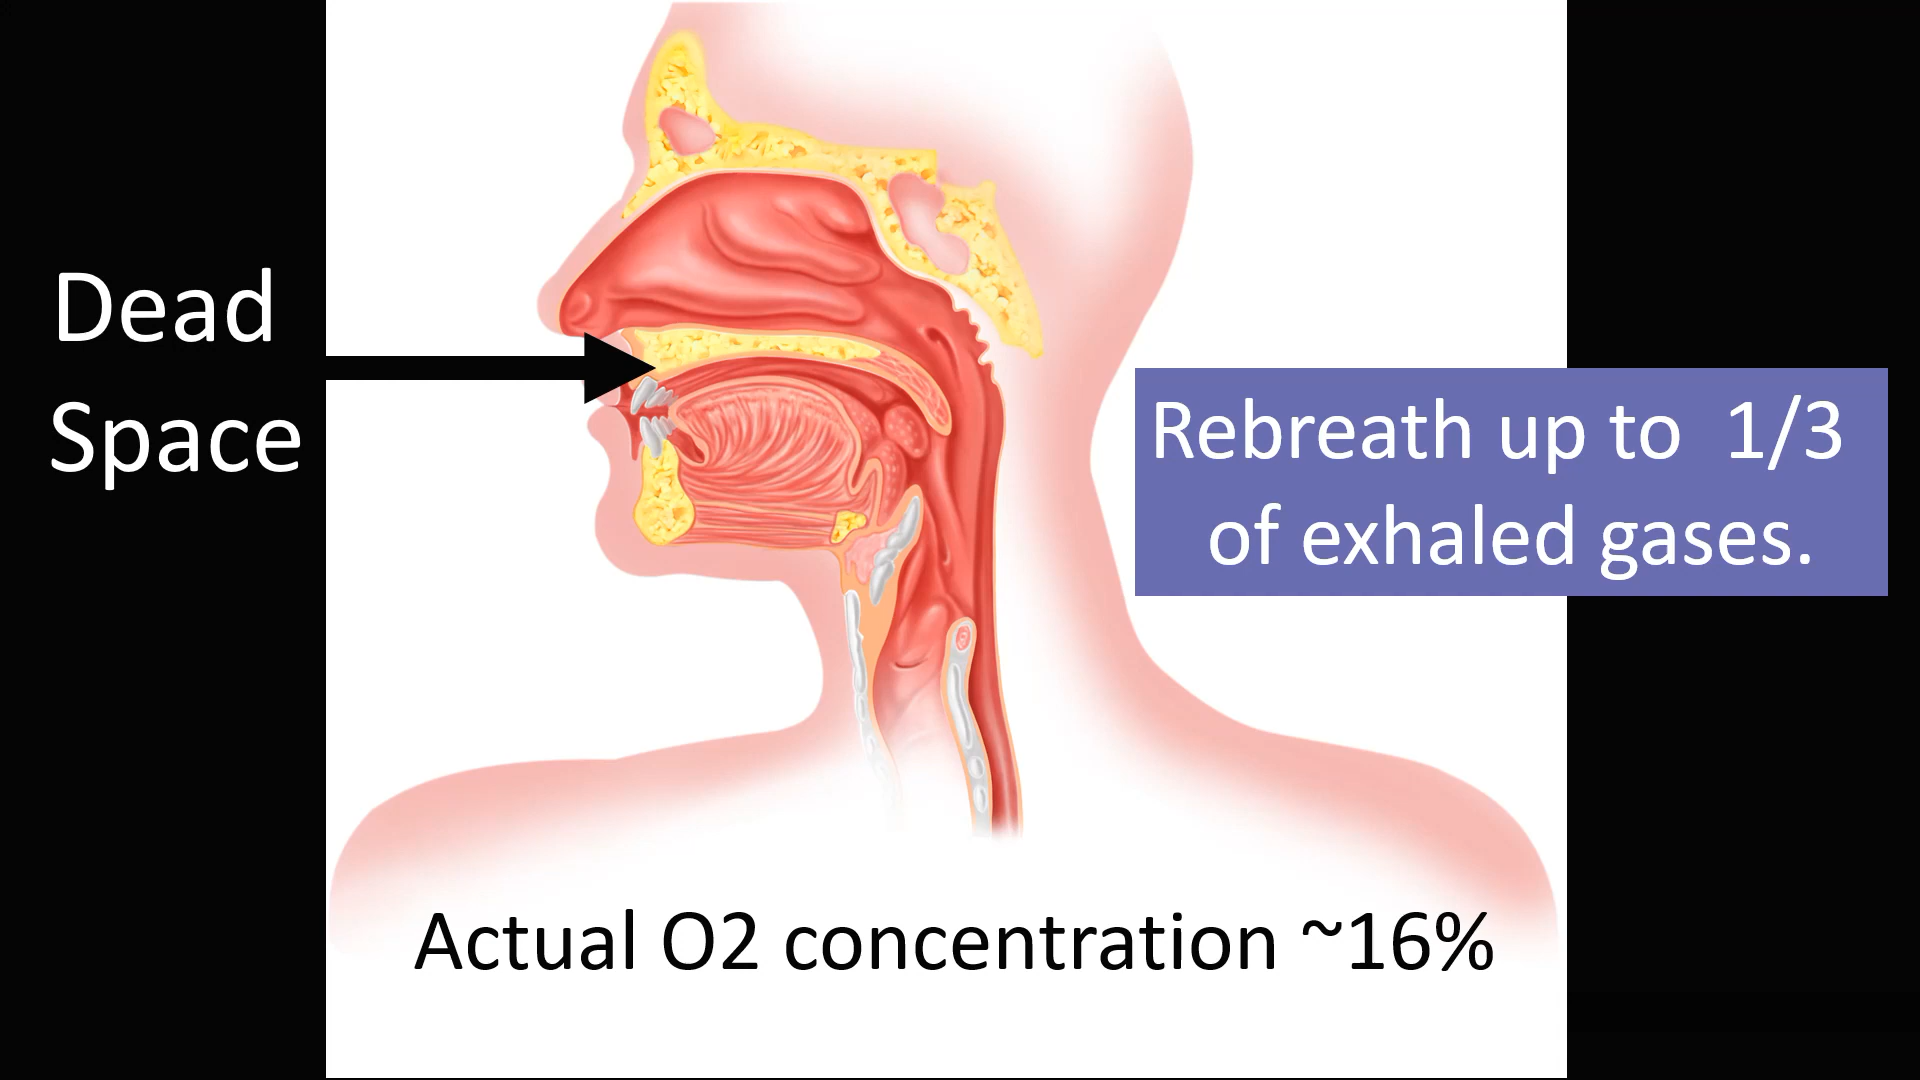 Dead
Space
Rebreath up to 1/3
of exhaled gases.
Actual O2 concentration ~16%